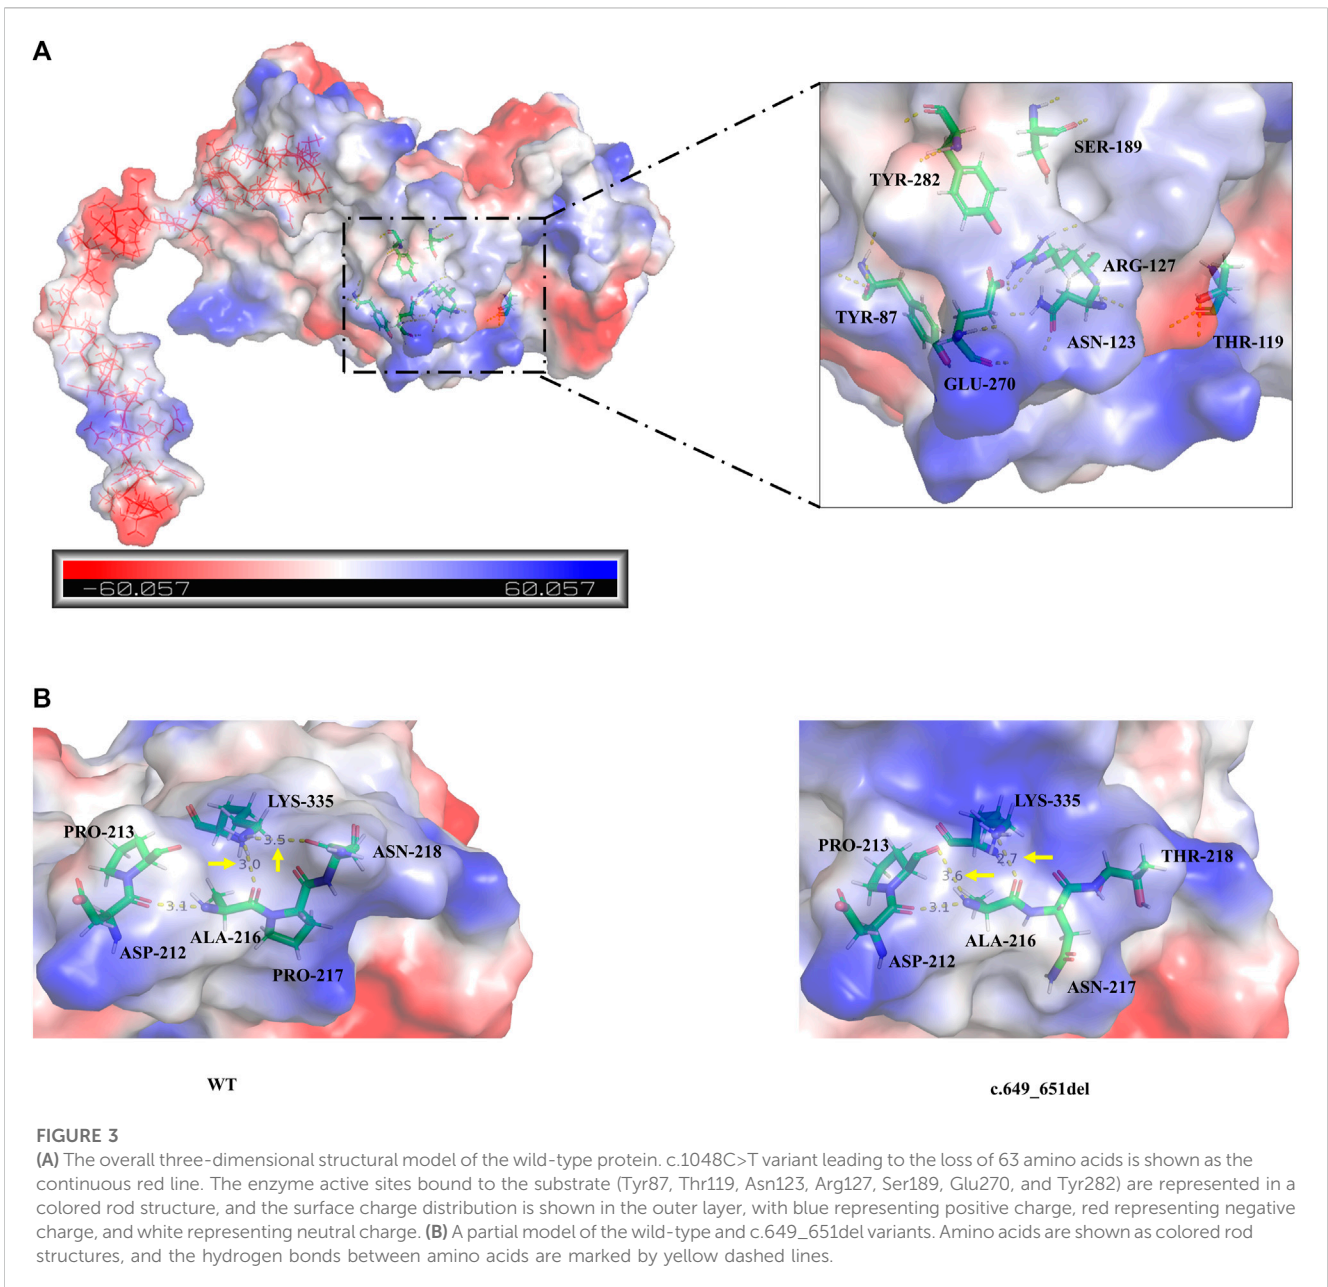 A
SER-189
TYR-282
ARG-127
TYR-87
ASN-123
THR-119
GLU-270
-60.057 60.057
B
LYS-335
PRO-213
3.5
ASN-218
3.0
3.1
ALA-216
ASP-212
PRO-217
LYS-335
PRO-213
2.7
THR-218
3.6
3.1
ALA-216
ASP-212
ASN-217
WT
c.649_651del
FIGURE 3
(A) The overall three-dimensional structural model of the wild-type protein. c.1048C>T variant leading to the loss of 63 amino acids is shown as the
continuous red line. The enzyme active sites bound to the substrate (Tyr87, Thr119, Asn123, Arg127, Ser189, Glu270, and Tyr282) are represented in a
colored rod structure, and the surface charge distribution is shown in the outer layer, with blue representing positive charge, red representing negative
charge, and white representing neutral charge. (B) A partial model of the wild-type and c.649_651del variants. Amino acids are shown as colored rod
structures, and the hydrogen bonds between amino acids are marked by yellow dashed lines.